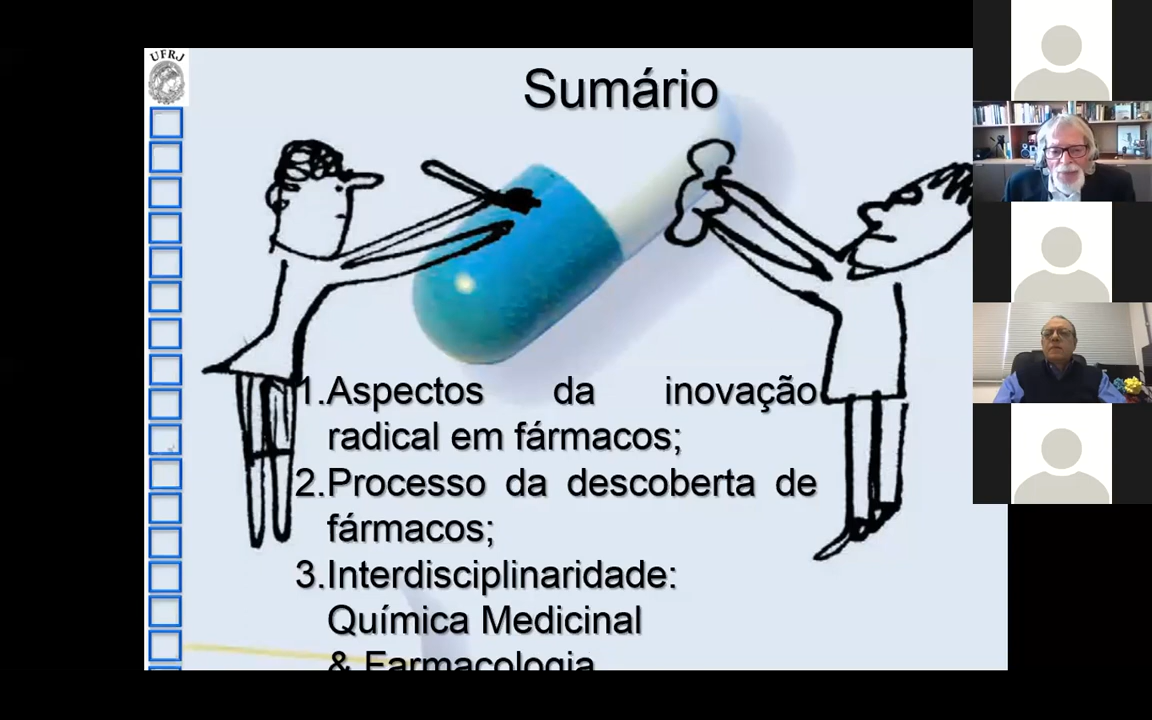 UFRJ
Sumário
1.Aspectos da inovação
radical em fármacos;
2.Processo da descoberta de
fármacos;
3.Interdisciplinaridade:
Química Medicinal
& Farmacologia